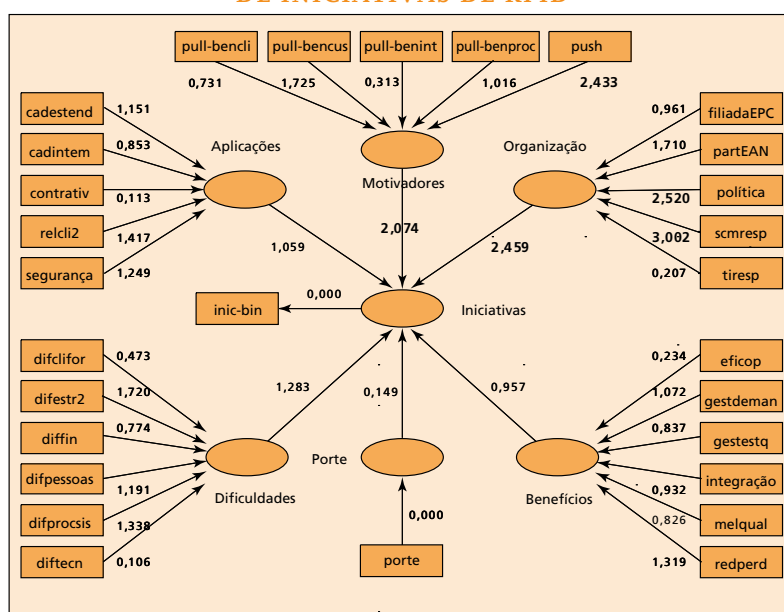 DE INICIATIVAS DE RFID
pull-bencli
pull-bencus
pull-benint
pull-benproc
push
0,731
1,725
0,313
1,016
2,433
cadestend
1,151
cadintem
0,853
contrativ
0,113
relcli2
1,417
segurança
1,249
Aplicações
Motivadores
Organização
0,961
filiadaEPC
1,710
partEAN
política
2,520
scmresp
3,002
tiresp
0,207
1,059
2,074
2,459
inic-bin
0,000
Iniciativas
difclifor
0,473
difestr2
1,720
diffin
0,774
difpessoas
1,191
difprocsis
1,338
diftecn
0,106
1,283
0,149
0,957
Dificuldades
Porte
0,000
porte
Benefícios
0,234
eficop
1,072
gestdeman
0,837
gestestq
integração
0,932
melqual
0,826
redperd
1,319